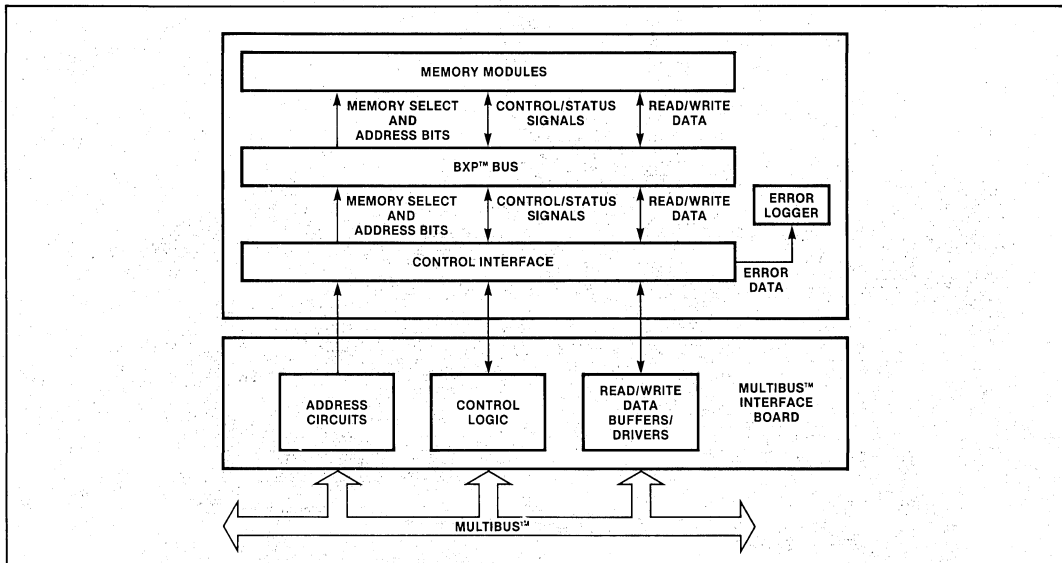 MEMORY MODULES
MEMORY SELECT
AND
ADDRESS BITS
CONTROL/STATUS
SIGNALS
READ/WRITE
DATA
BXP™ BUS
MEMORY SELECT
AND
ADDRESS BITS
CONTROL/STATUS
SIGNALS
READ/WRITE
DATA
ERROR
LOGGER
CONTROL INTERFACE
ERROR
DATA
ADDRESS
CIRCUITS
CONTROL
LOGIC
READ/WRITE
DATA
BUFFERS/
DRIVERS
MULTIBUS™
INTERFACE
BOARD
MULTIBUS™